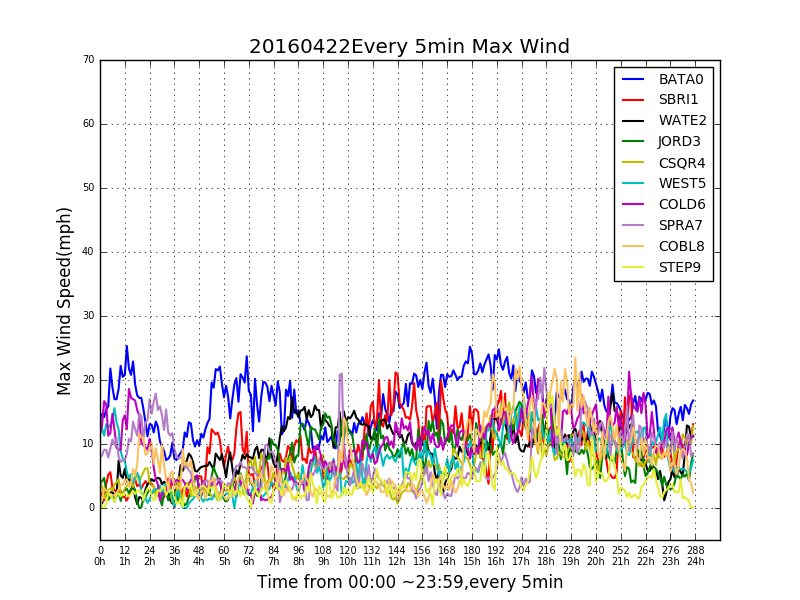 20160422Every 5min Max Wind
Max Wind Speed(mph)
70
60
50
40
30
20
10
0
BATA0
SBRI1
WATE2
JORD3
CSQR4
WEST5
COLD6
SPRA7
COBL8
STEP9
0 12 24 36 48 60 72 84 96 108 120 132 144 156 168 180 192 204 216 228 240 252 264 276 288
0h 1h 2h 3h 4h 5h 6h 7h 8h 9h 10h 11h 12h 13h 14h 15h 16h 17h 18h 19h 20h 21h 22h 23h 24h
Time from 00:00 ~23:59,every 5min